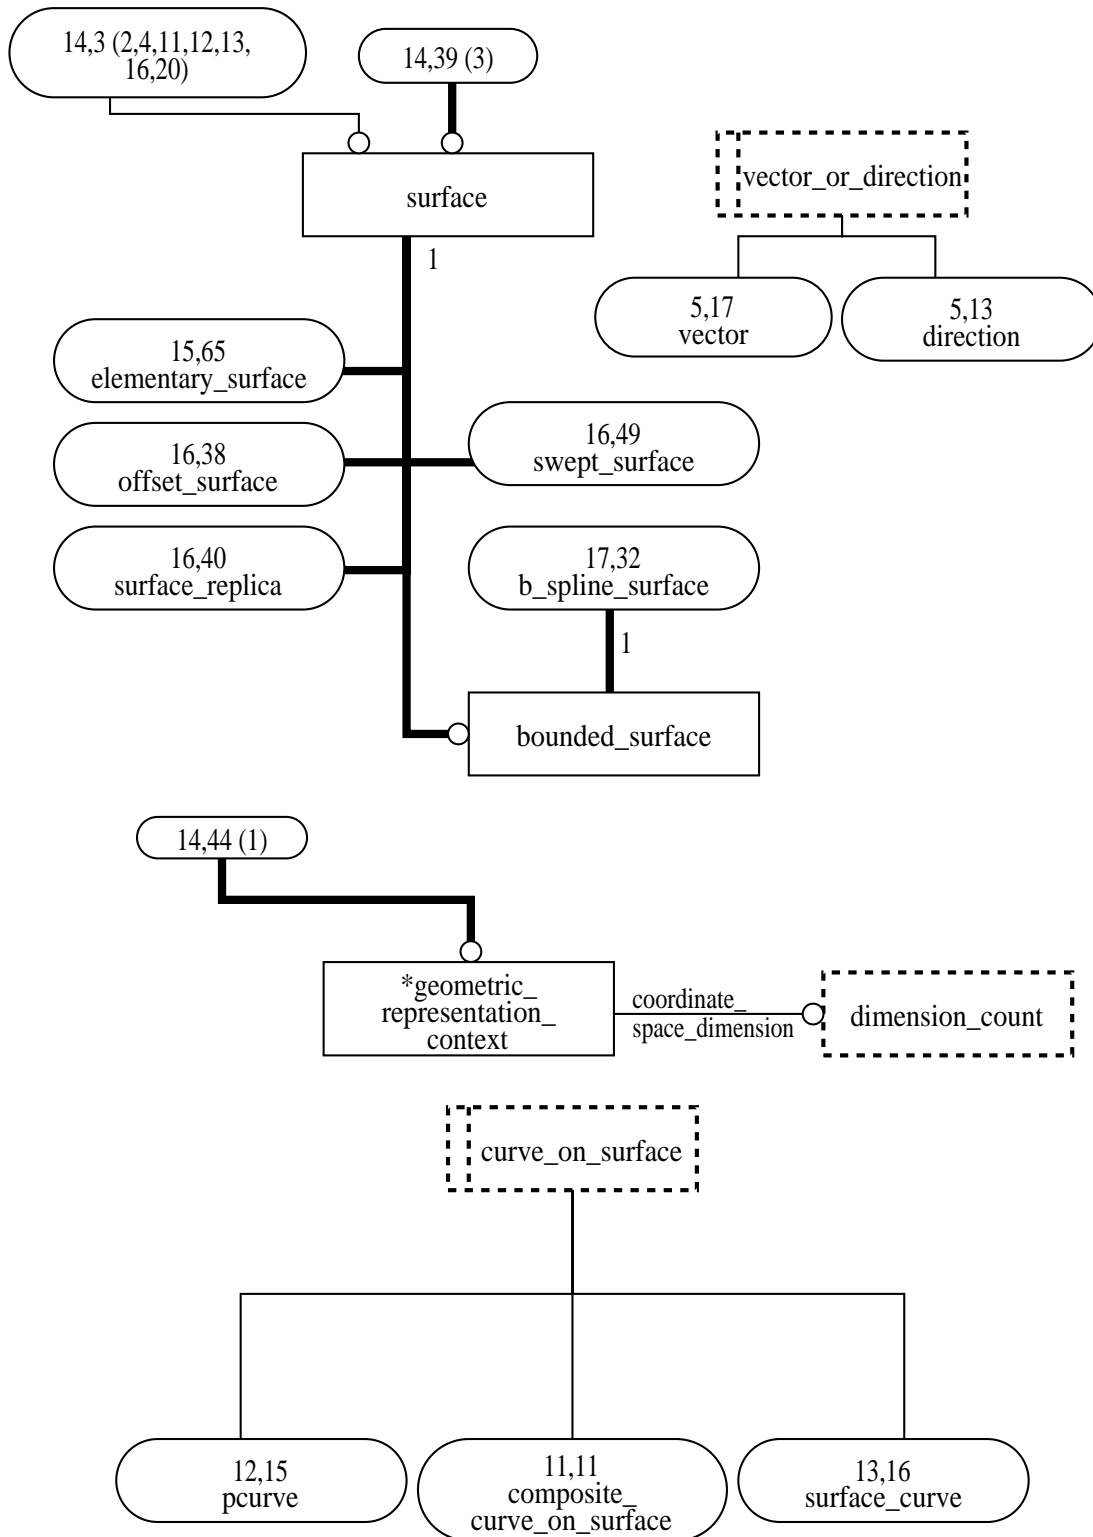 14,3 (2,4,11,12,13,
16,20)
14,39 (3)
surface
vector_or_direction
1
5,17
vector
5,13
direction
15,65
elementary_surface
16,38
offset_surface
16,49
swept_surface
16,40
surface_replica
17,32
b_spline_surface
1
bounded_surface
14,44 (1)
*geometric_
representation_
context
coordinate_
space_dimension
dimension_count
curve_on_surface
12,15
pcurve
11,11
composite_
curve_on_surface
13,16
surface_curve